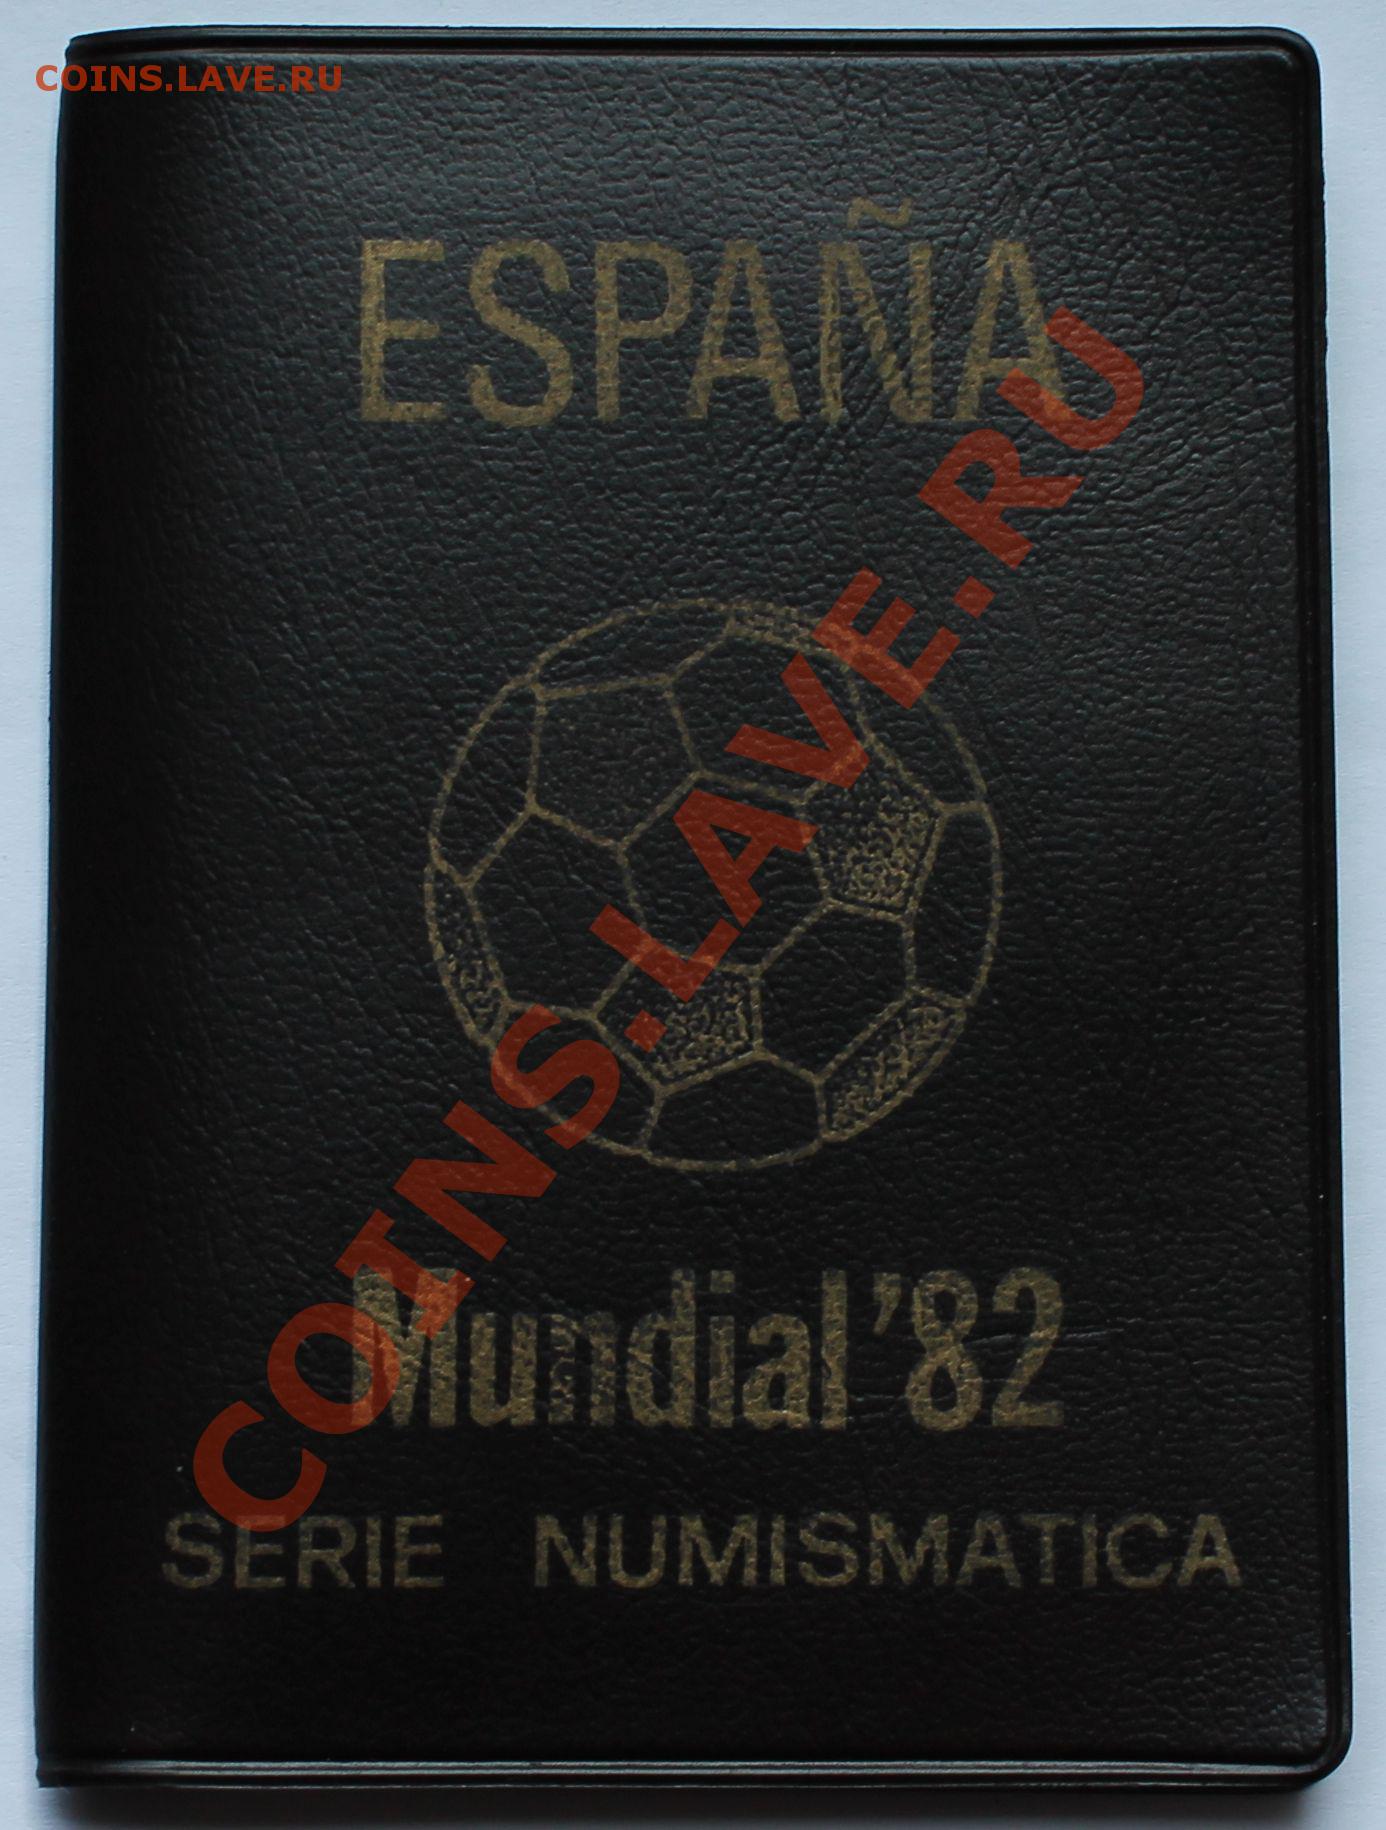 COINS.LAVE.RU
ESPAÑA
COINS.LAVE.RU
Mundial '82
SERIE NUMISMATICA